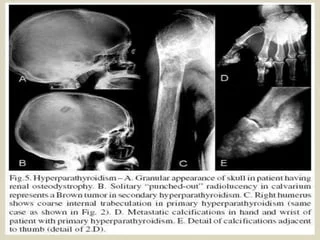 A
B
C
D
E
Fig. 5. Hyperparathyroidism – A. Granular appearance of skull in patient having
renal osteodystrophy. B. Solitary "punched-out" radiolucency in calvarium
represents a Brown tumor in secondary hyperparathyroidism. C. Right humerus
shows coarse internal trabeculation in primary hyperparathyroidism (same
case as shown in Fig. 2). D. Metastatic calcifications in hand and wrist of
patient with primary hyperparathyroidism. E. Detail of calcifications adjacent
to thumb (detail of 2.D).